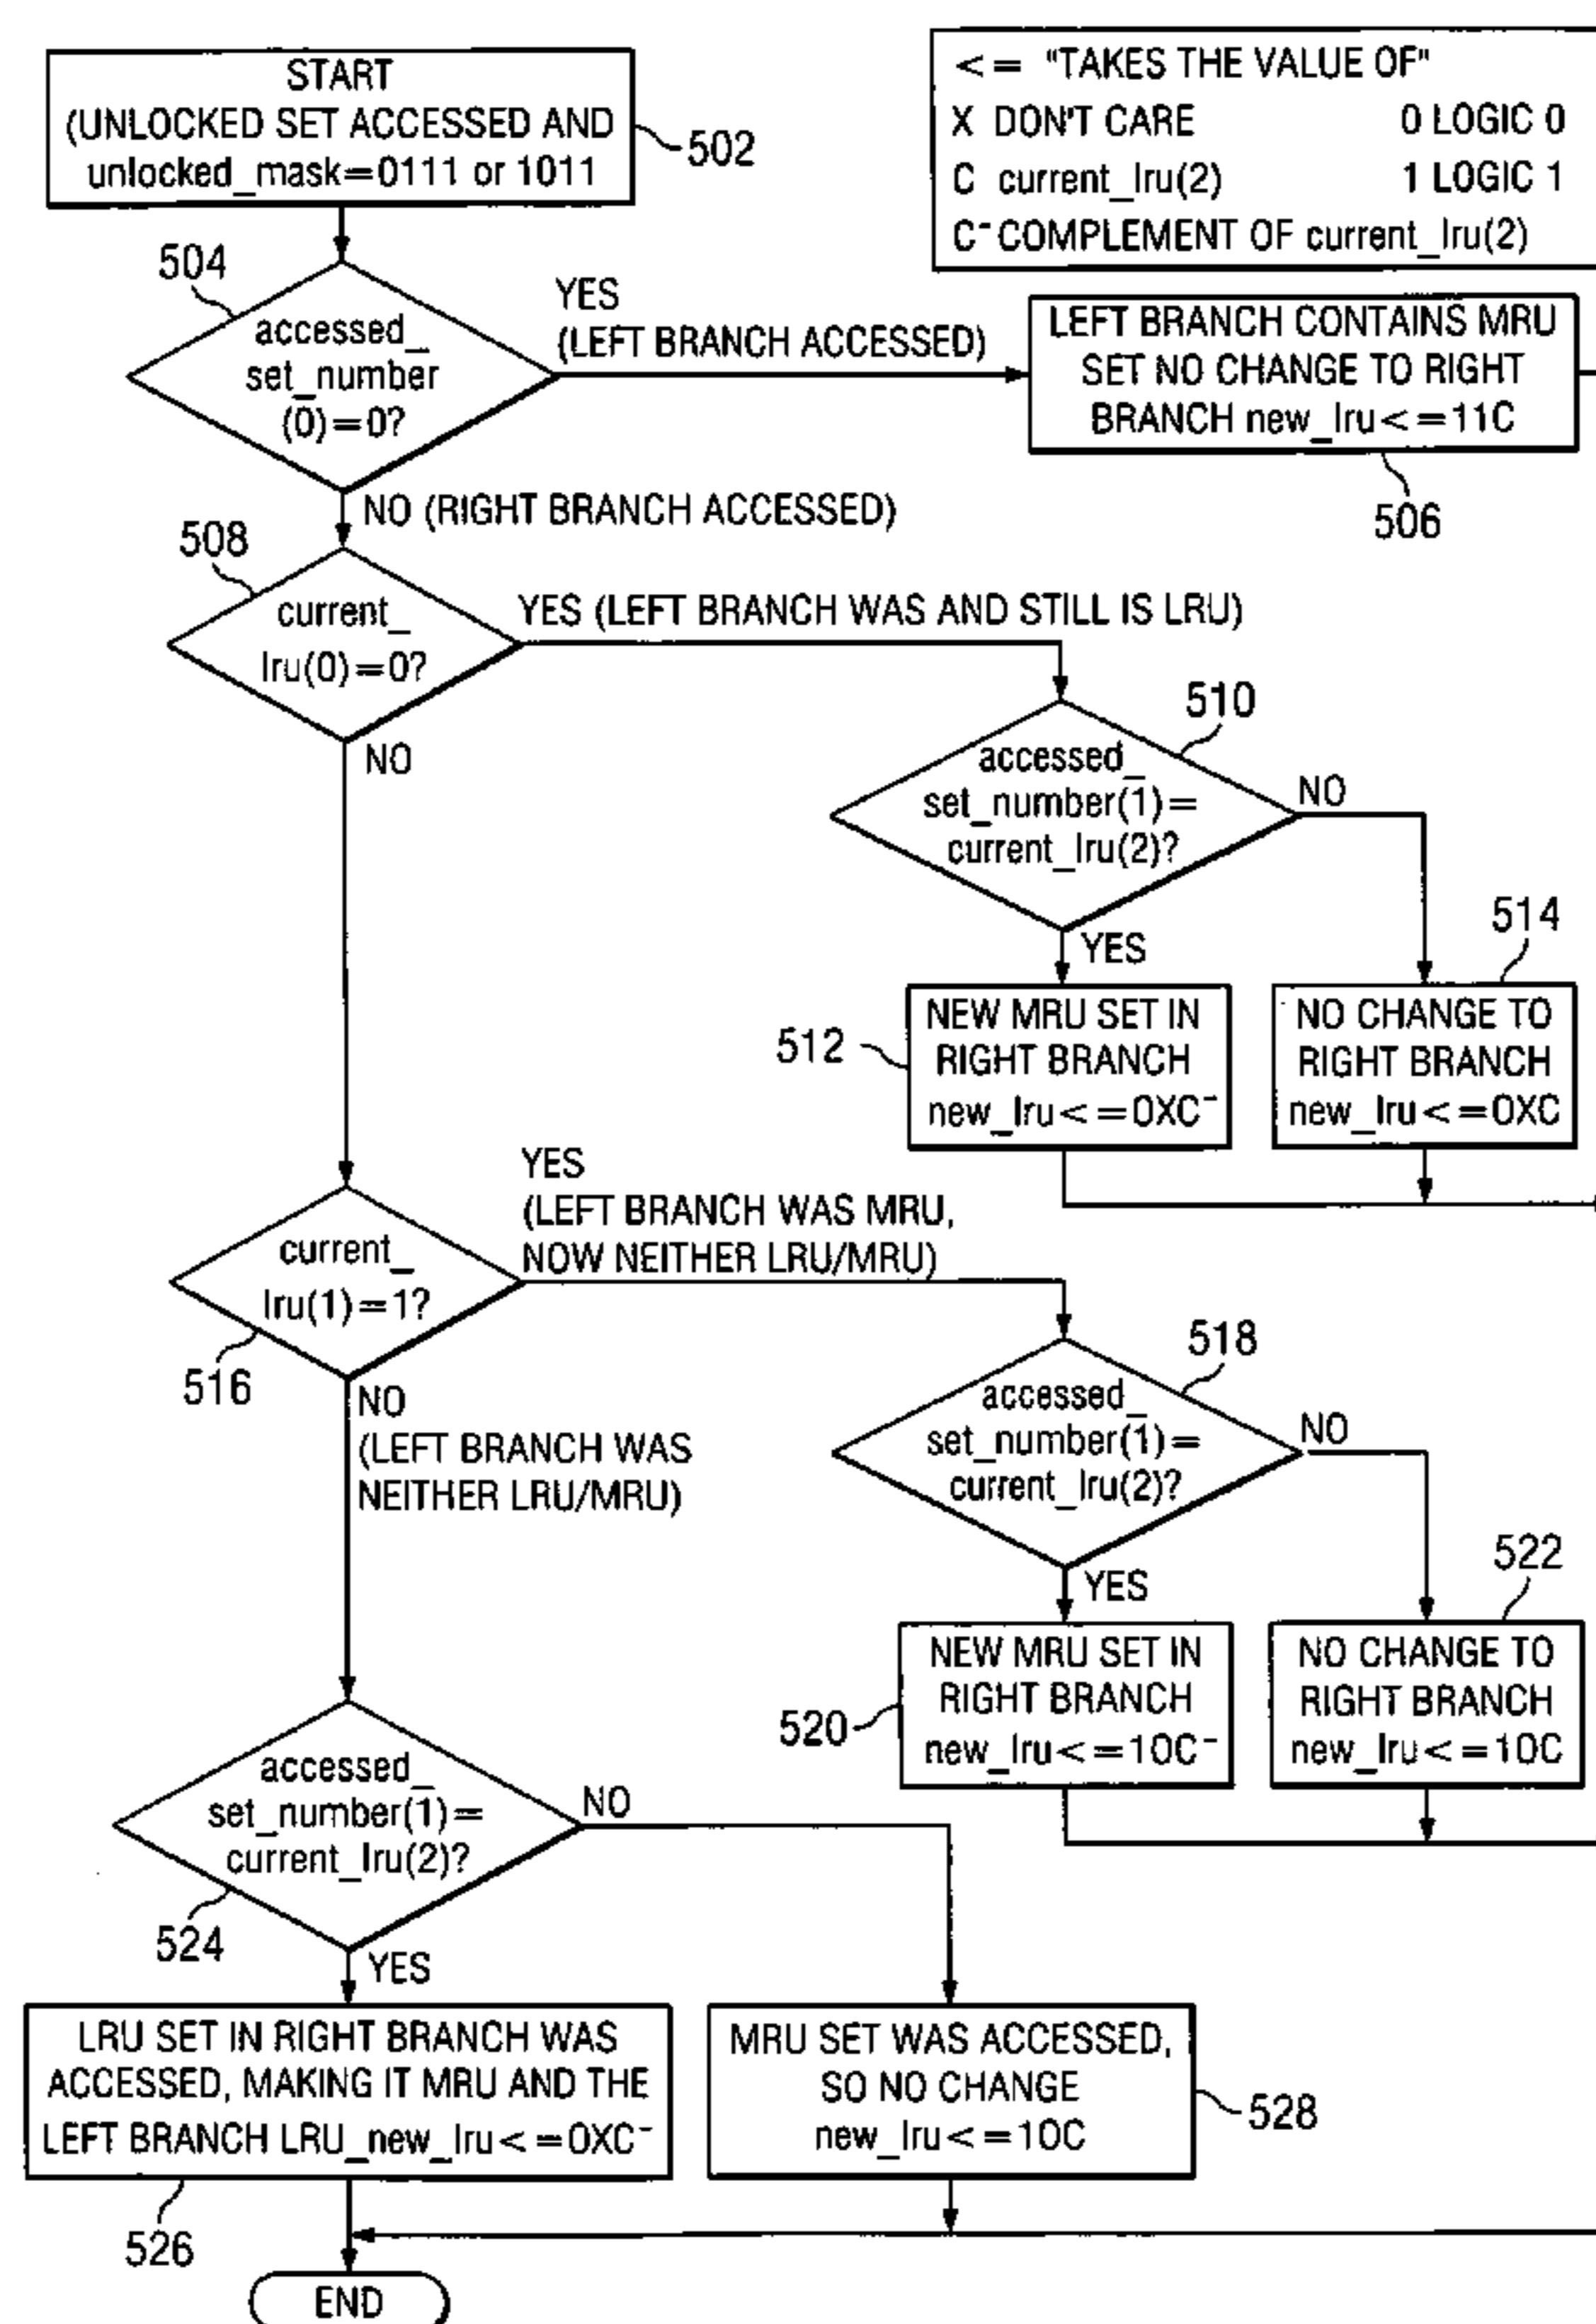 START
(UNLOCKED SET ACCESSED AND
unlocked_mask=0111 or 1011
502
<= "TAKES THE VALUE OF"
X DON'T CARE 0 LOGIC 0
C current_lru(2) 1 LOGIC 1
C⁻ COMPLEMENT OF current_lru(2)
504
accessed_
set_number
(0)=0?
YES
(LEFT BRANCH ACCESSED)
LEFT BRANCH CONTAINS MRU
SET NO CHANGE TO RIGHT
BRANCH new_lru<=11C
506
NO (RIGHT BRANCH ACCESSED)
508
current_
lru(0)=0?
YES (LEFT BRANCH WAS AND STILL IS LRU)
NO
510
accessed_
set_number(1)=
current_lru(2)?
NO
YES
512
NEW MRU SET IN
RIGHT BRANCH
new_lru<=0XC⁻
514
NO CHANGE TO
RIGHT BRANCH
new_lru<=0XC
current_
lru(1)=1?
516
YES
(LEFT BRANCH WAS MRU,
NOW NEITHER LRU/MRU)
NO
(LEFT BRANCH WAS
NEITHER LRU/MRU)
518
accessed_
set_number(1)=
current_lru(2)?
NO
YES
520
NEW MRU SET IN
RIGHT BRANCH
new_lru<=10C⁻
522
NO CHANGE TO
RIGHT BRANCH
new_lru<=10C
accessed_
set_number(1)=
current_lru(2)?
524
NO
YES
LRU SET IN RIGHT BRANCH WAS
ACCESSED, MAKING IT MRU AND THE
LEFT BRANCH LRU_new_lru<=0XC⁻
526
MRU SET WAS ACCESSED,
SO NO CHANGE
new_lru<=10C
528
END